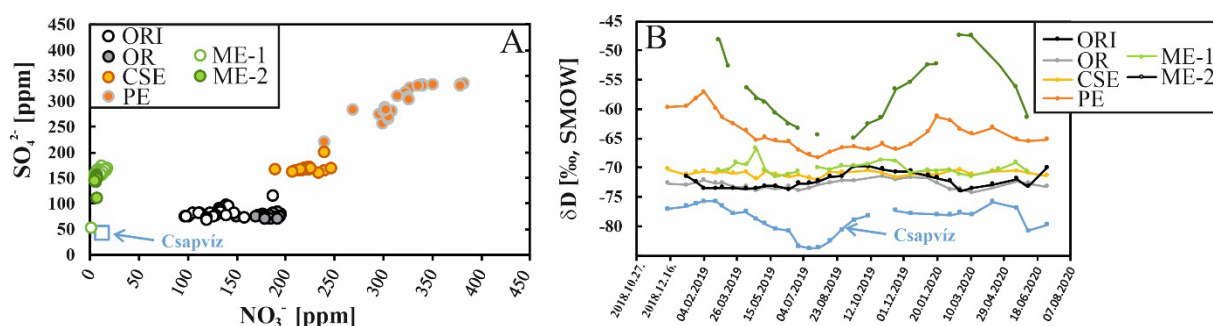 A
SO₄²⁻ [ppm]
450
400
350
300
250
200
150
100
50
0
ORI
OR
CSE
PE
ME-1
ME-2
Csapvíz
0
50
100
150
200
250
300
350
400
450
NO₃⁻ [ppm]
B
δD [‰, SMOW]
-45
-50
-55
-60
-65
-70
-75
-80
ORI
OR
CSE
PE
ME-1
ME-2
Csapvíz
2018.10.27.
2018.12.16.
04.02.2019
26.03.2019
15.05.2019
04.07.2019
23.08.2019
12.10.2019
01.12.2019
20.01.2020
10.03.2020
29.04.2020
18.06.2020
07.08.2020